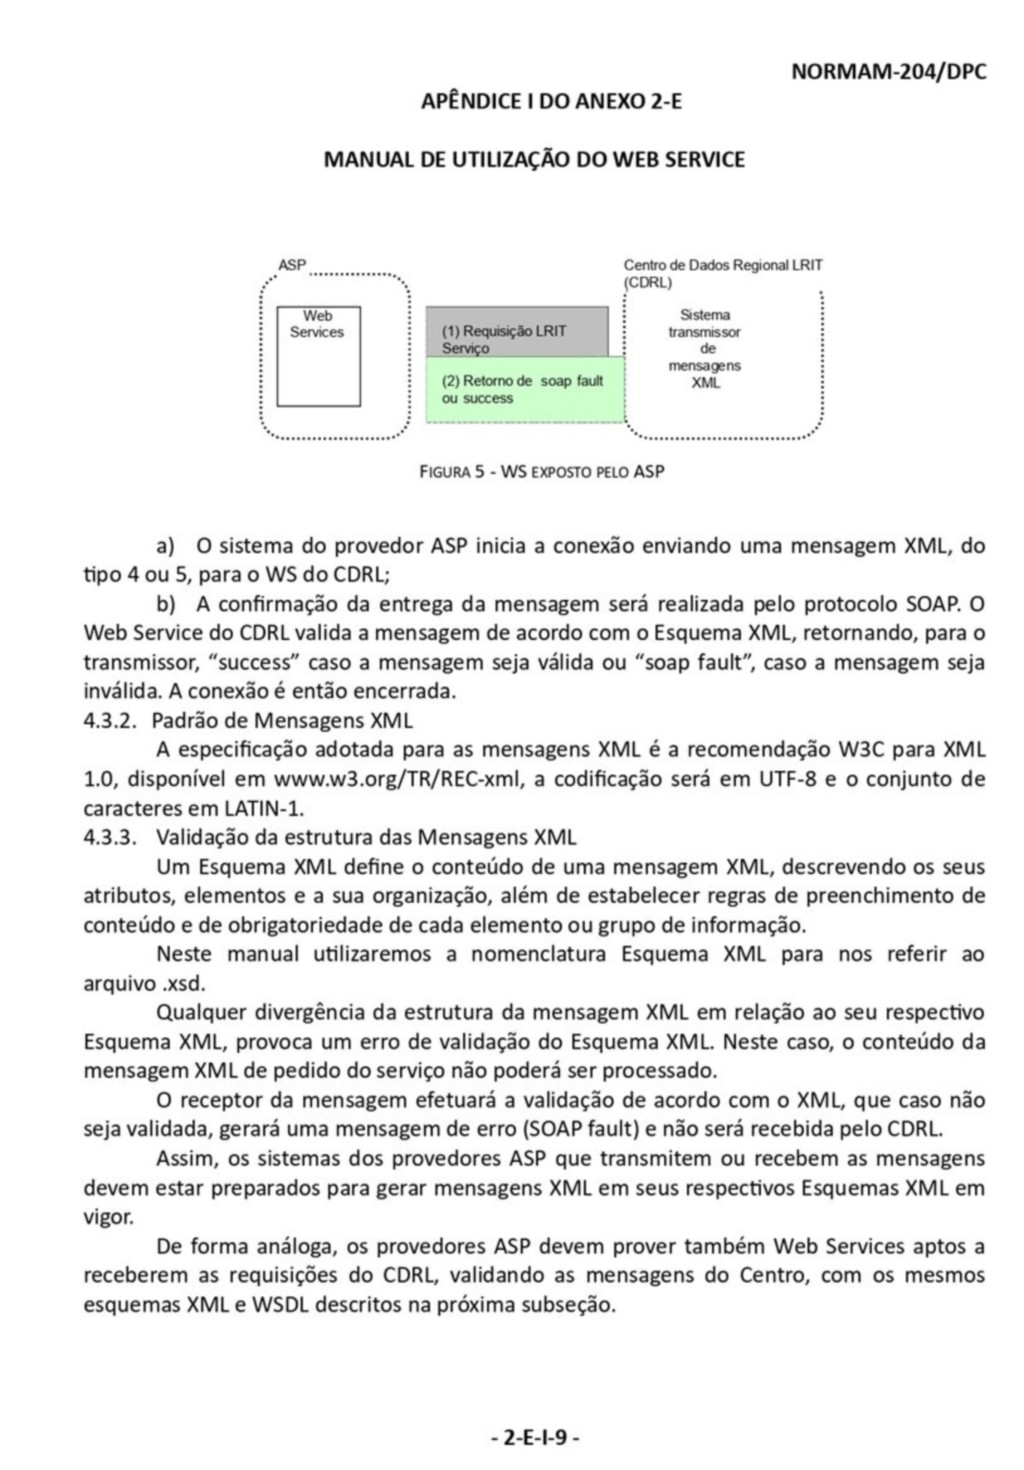 NORMAM-204/DPC
APÊNDICE I DO ANEXO 2-E
MANUAL DE UTILIZAÇÃO DO WEB SERVICE
ASP
Web
Services
(1) Requisição LRIT
Serviço
(2) Retorno de soap fault
ou success
Centro de Dados Regional LRIT
(CDRL)
Sistema
transmissor
de
mensagens
XML
FIGURA 5 - WS EXPOSTO PELO ASP
a) O sistema do provedor ASP inicia a conexão enviando uma mensagem XML, do
tipo 4 ou 5, para o WS do CDRL;
b) A confirmação da entrega da mensagem será realizada pelo protocolo SOAP. O
Web Service do CDRL valida a mensagem de acordo com o Esquema XML, retornando, para o
transmissor, “success” caso a mensagem seja válida ou “soap fault”, caso a mensagem seja
inválida. A conexão é então encerrada.
4.3.2. Padrão de Mensagens XML
A especificação adotada para as mensagens XML é a recomendação W3C para XML
1.0, disponível em www.w3.org/TR/REC-xml, a codificação será em UTF-8 e o conjunto de
caracteres em LATIN-1.
4.3.3. Validação da estrutura das Mensagens XML
Um Esquema XML define o conteúdo de uma mensagem XML, descrevendo os seus
atributos, elementos e a sua organização, além de estabelecer regras de preenchimento de
conteúdo e de obrigatoriedade de cada elemento ou grupo de informação.
Neste manual utilizaremos a nomenclatura Esquema XML para nos referir ao
arquivo .xsd.
Qualquer divergência da estrutura da mensagem XML em relação ao seu respectivo
Esquema XML, provoca um erro de validação do Esquema XML. Neste caso, o conteúdo da
mensagem XML de pedido do serviço não poderá ser processado.
O receptor da mensagem efetuará a validação de acordo com o XML, que caso não
seja validada, gerará uma mensagem de erro (SOAP fault) e não será recebida pelo CDRL.
Assim, os sistemas dos provedores ASP que transmitem ou recebem as mensagens
devem estar preparados para gerar mensagens XML em seus respectivos Esquemas XML em
vigor.
De forma análoga, os provedores ASP devem prover também Web Services aptos a
receberem as requisições do CDRL, validando as mensagens do Centro, com os mesmos
esquemas XML e WSDL descritos na próxima subseção.
- 2-E-I-9 -